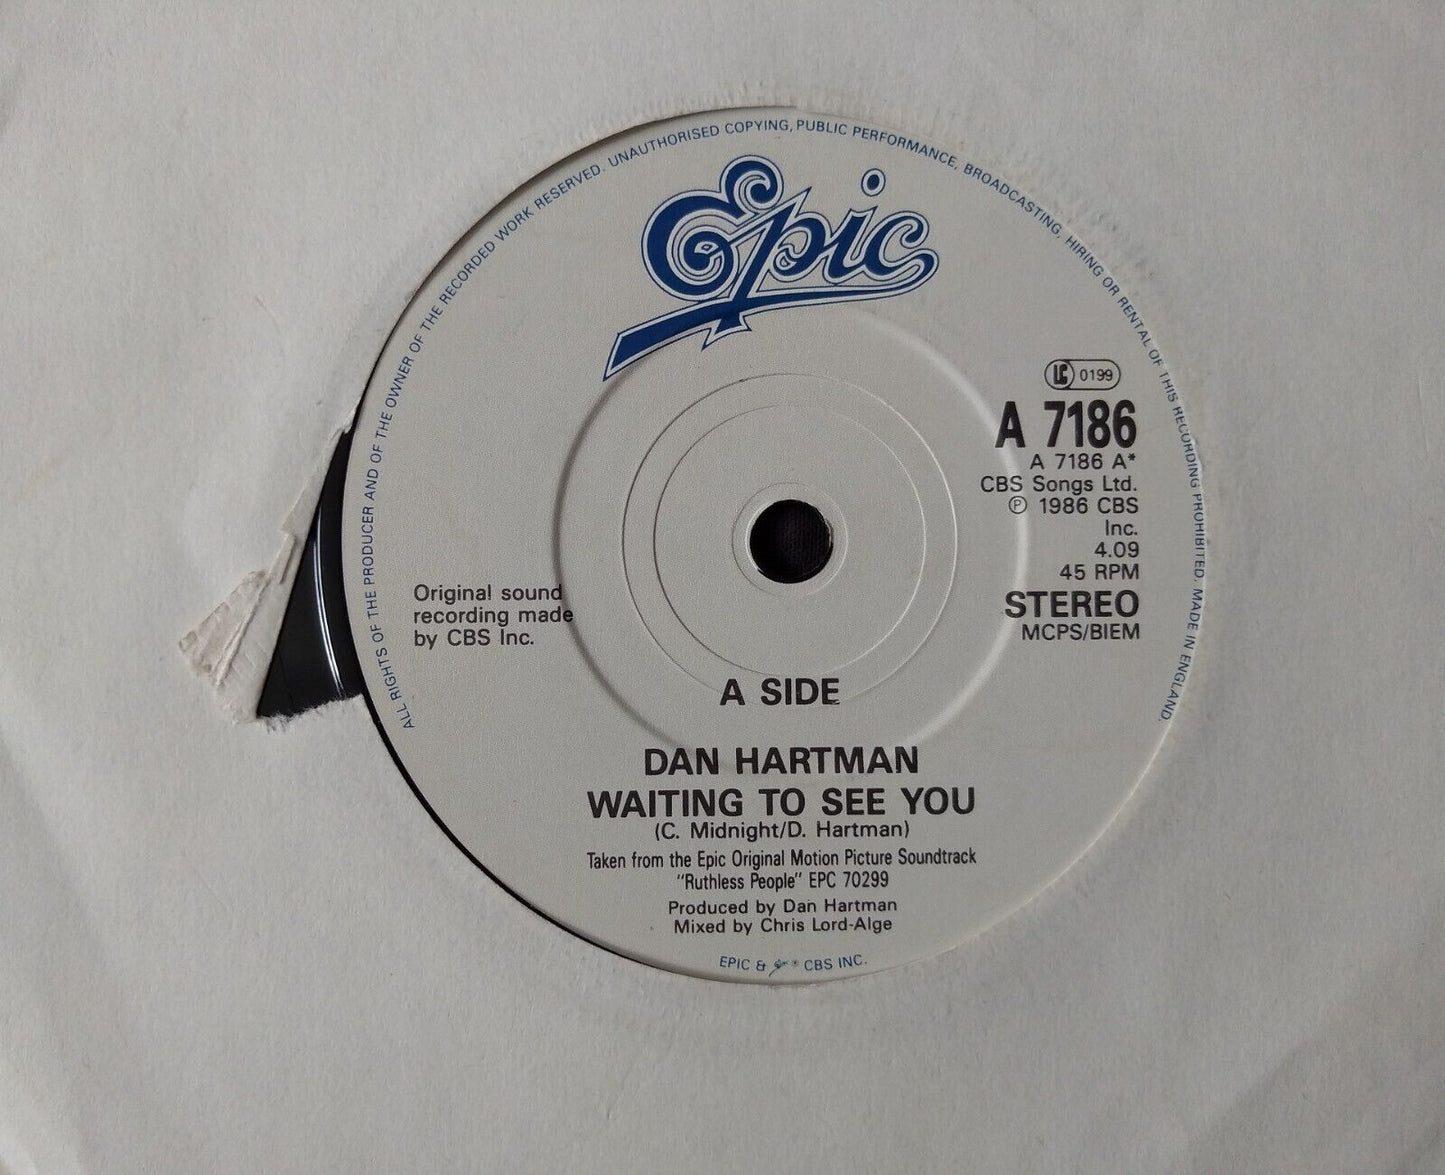 ALL RIGHTS OF THE PRODUCER AND OF THE OWNER OF THE RECORDED WORK RESERVED. UNAUTHORISED COPYING, PUBLIC PERFORMANCE, BROADCASTING, HIRING OR RENTAL OF THIS RECORDING PROHIBITED. MADE IN ENGLAND.
Epic
LC 0199
A 7186
A 7186 A*
CBS Songs Ltd.
℗ 1986 CBS
Inc.
4.09
45 RPM
STEREO
MCPS/BIEM
Original sound
recording made
by CBS Inc.
A SIDE
DAN HARTMAN
WAITING TO SEE YOU
(C. Midnight/D. Hartman)
Taken from the Epic Original Motion Picture Soundtrack
"Ruthless People" EPC 70299
Produced by Dan Hartman
Mixed by Chris Lord-Alge
EPIC & CBS INC.